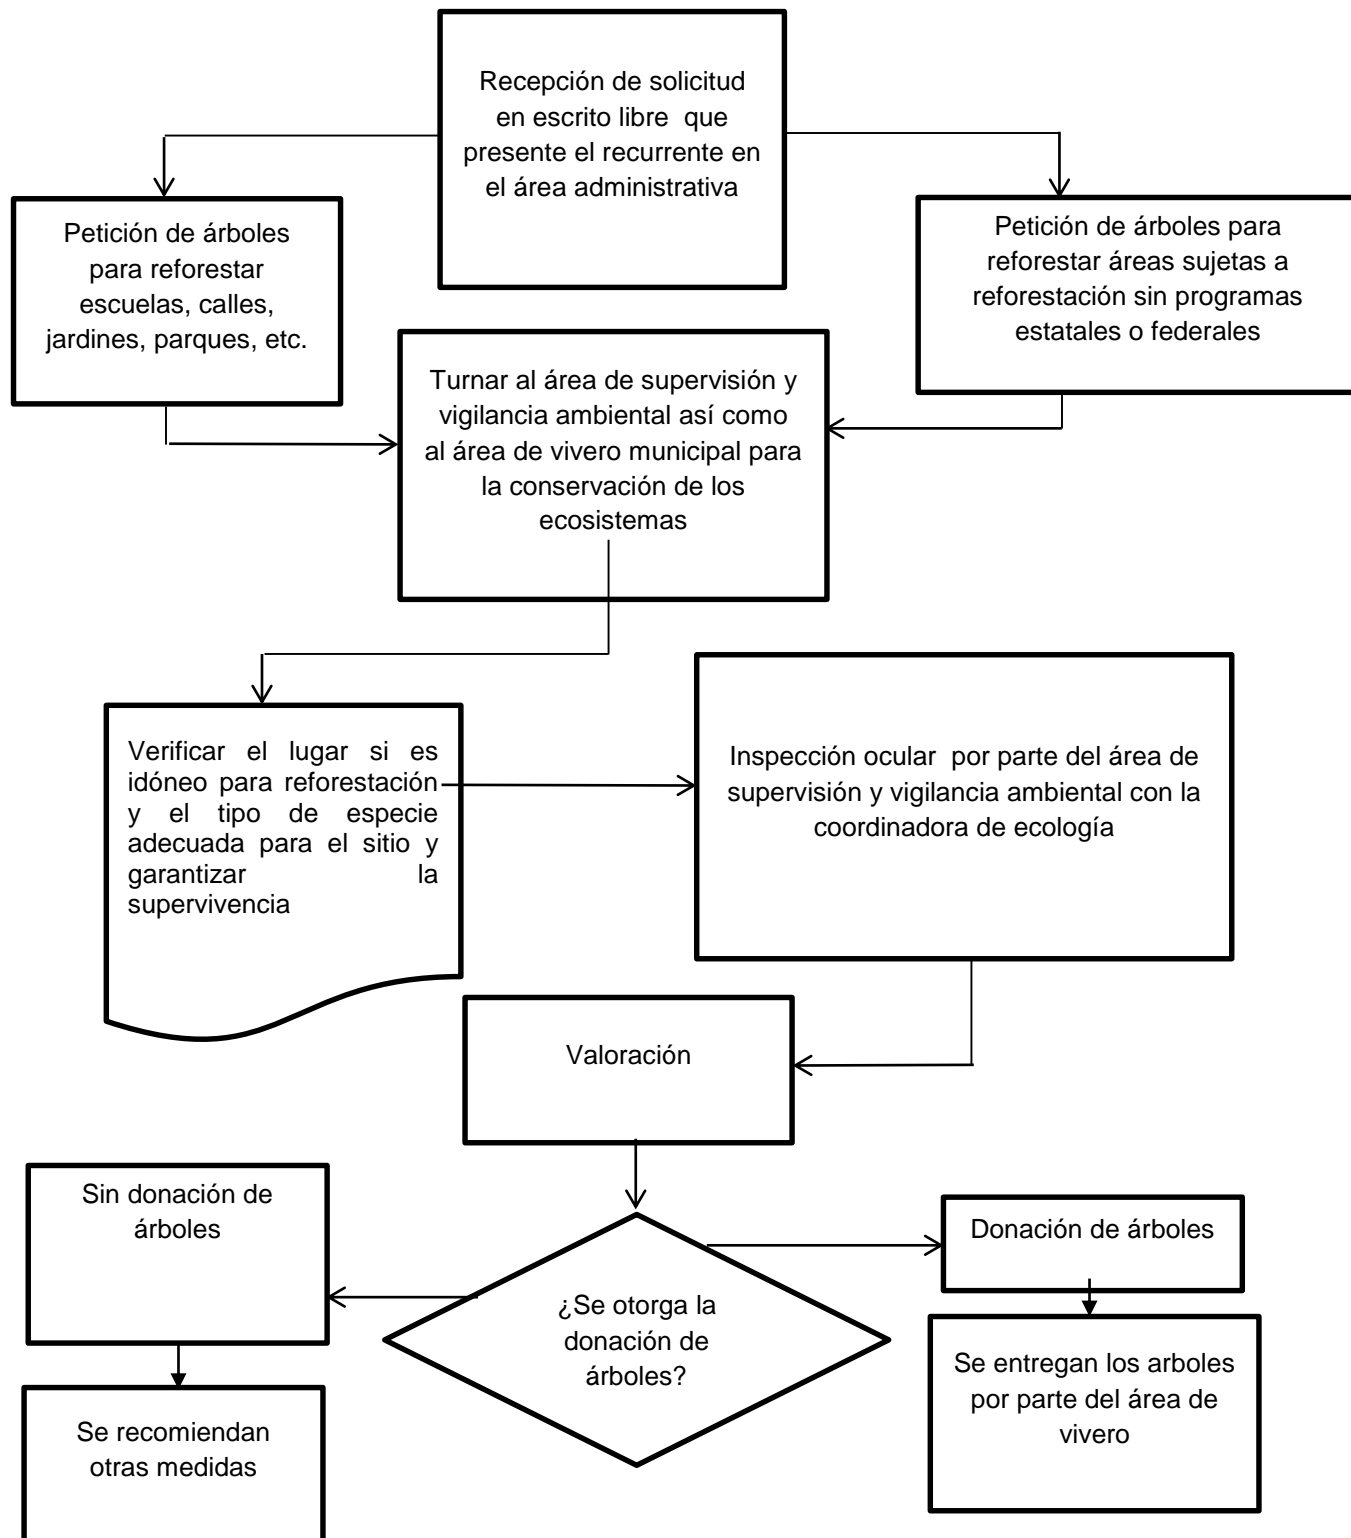 Recepción de solicitud
en escrito libre  que
presente el recurrente en
el área administrativa
Petición de árboles
para reforestar
escuelas, calles,
jardines, parques, etc.
Petición de árboles para
reforestar áreas sujetas a
reforestación sin programas
estatales o federales
Turnar al área de supervisión y
vigilancia ambiental así como
al área de vivero municipal para
la conservación de los
ecosistemas
Verificar el lugar si es
idóneo para reforestación
y el tipo de especie
adecuada para el sitio y
garantizar la
supervivencia
Inspección ocular  por parte del área de
supervisión y vigilancia ambiental con la
coordinadora de ecología
Valoración
Sin donación de
árboles
Donación de árboles
¿Se otorga la
donación de
árboles?
Se entregan los arboles
por parte del área de
vivero
Se recomiendan
otras medidas